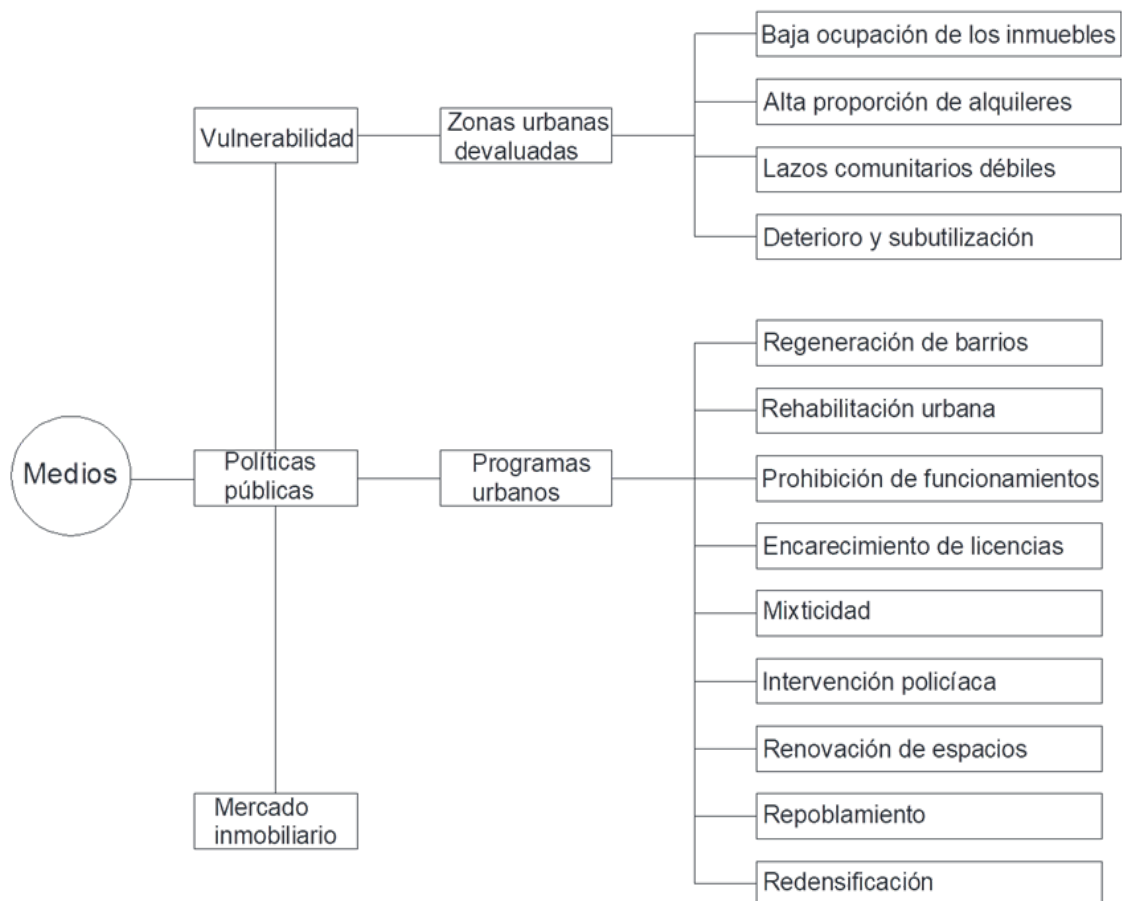 Medios
Vulnerabilidad
Zonas urbanas
devaluadas
Baja ocupación de los inmuebles
Alta proporción de alquileres
Lazos comunitarios débiles
Deterioro y subutilización
Políticas
públicas
Programas
urbanos
Regeneración de barrios
Rehabilitación urbana
Prohibición de funcionamientos
Encarecimiento de licencias
Mixticidad
Intervención policíaca
Renovación de espacios
Repoblamiento
Redensificación
Mercado
inmobiliario